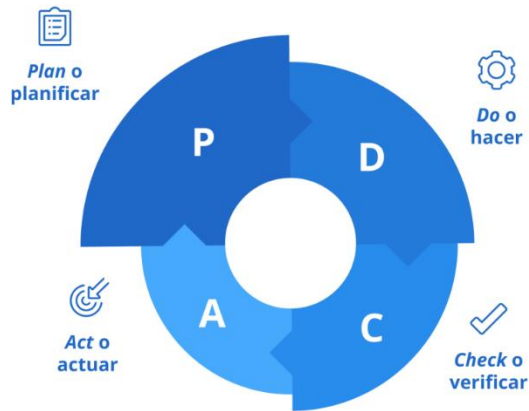 Plan o
planificar
Do o
hacer
P
D
A
C
Act o
actuar
Check o
verificar